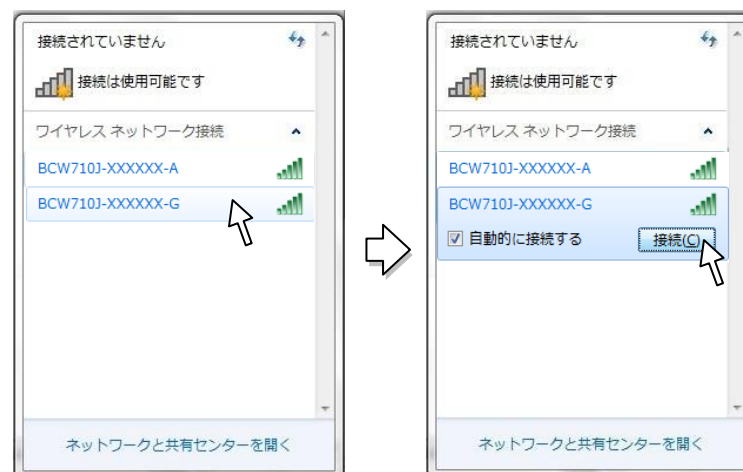 接続されていません
接続は使用可能です
ワイヤレス ネットワーク接続
BCW710J-XXXXXX-A
BCW710J-XXXXXX-G
ネットワークと共有センターを開く
接続されていません
接続は使用可能です
ワイヤレス ネットワーク接続
BCW710J-XXXXXX-A
BCW710J-XXXXXX-G
自動的に接続する 接続(C)
ネットワークと共有センターを開く